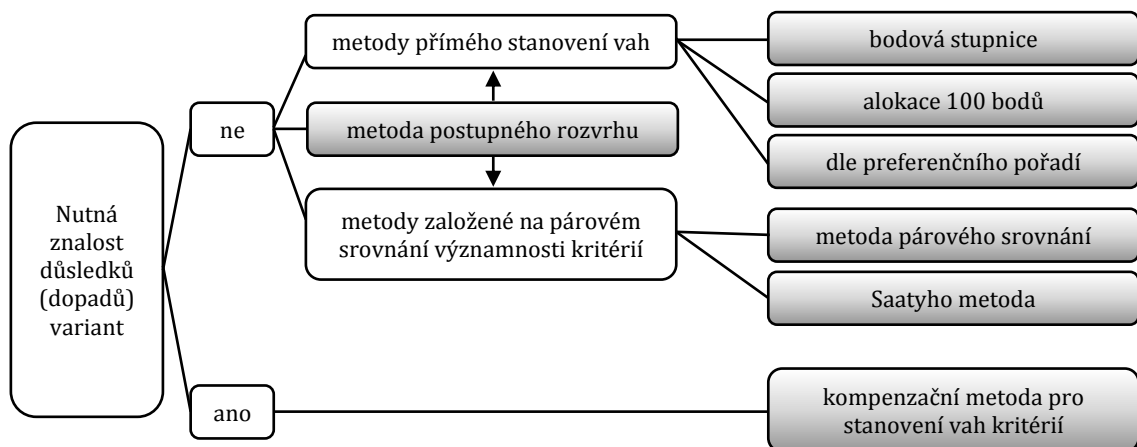 Nutná
znalost
důsledků
(dopadů)
variant
ne
ano
metody přímého stanovení vah
metoda postupného rozvrhu
metody založené na párovém
srovnání významnosti kritérií
bodová stupnice
alokace 100 bodů
dle preferenčního pořadí
metoda párového srovnání
Saatyho metoda
kompenzační metoda pro
stanovení vah kritérií